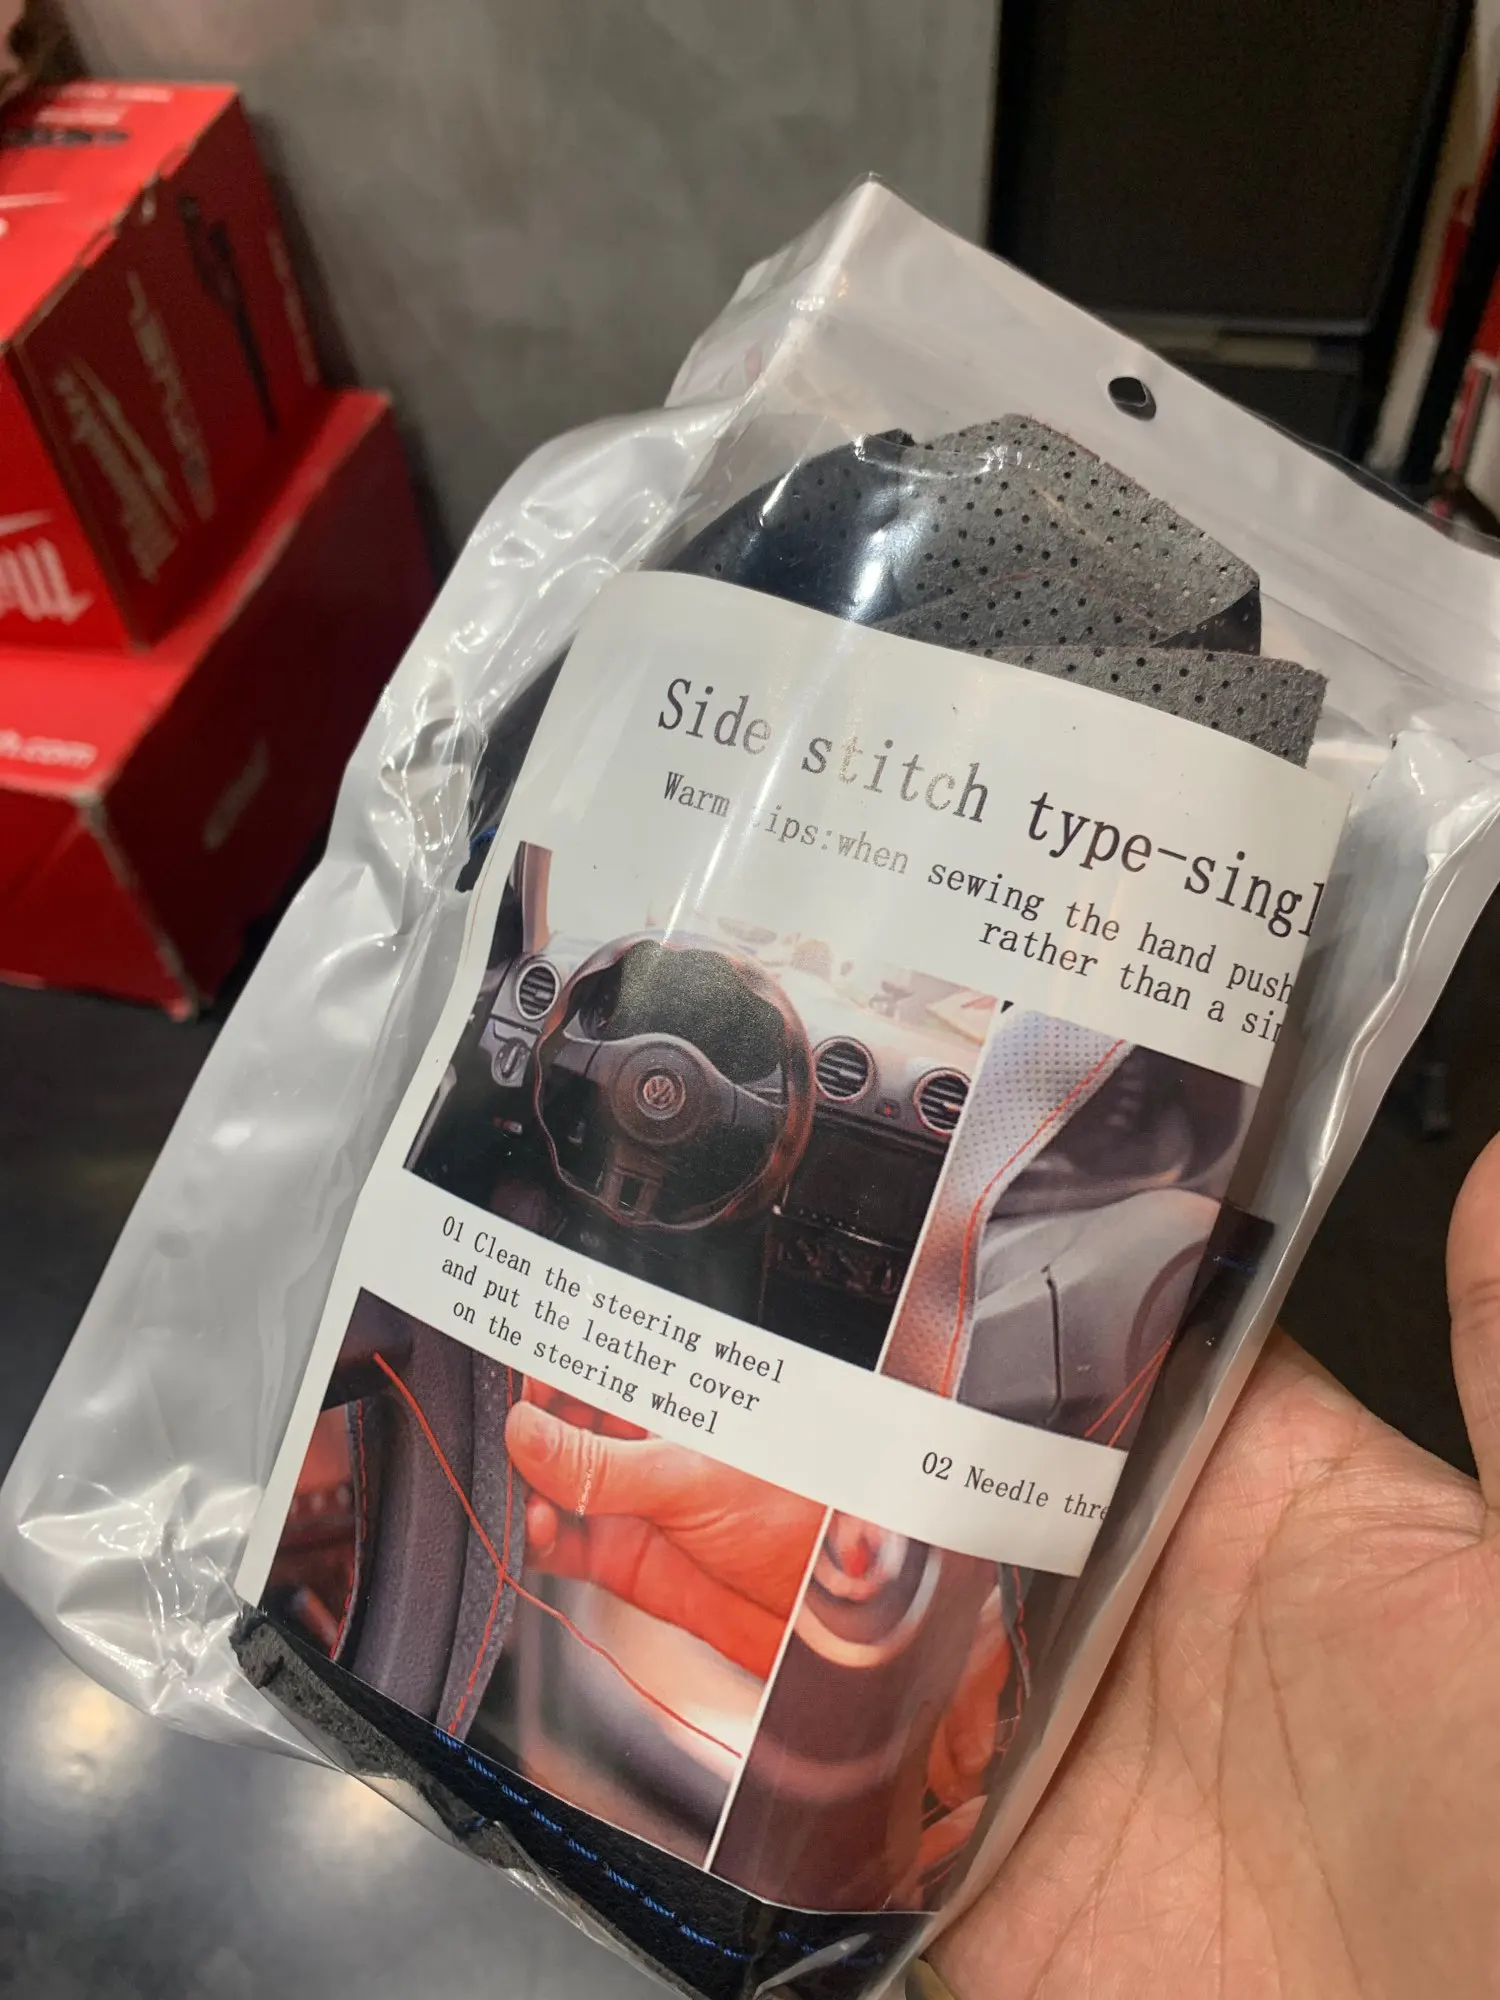 Side stitch type-singl
Warm tips:when sewing the hand push
rather than a sin
01 Clean the steering wheel
and put the leather cover
on the steering wheel
02 Needle thre